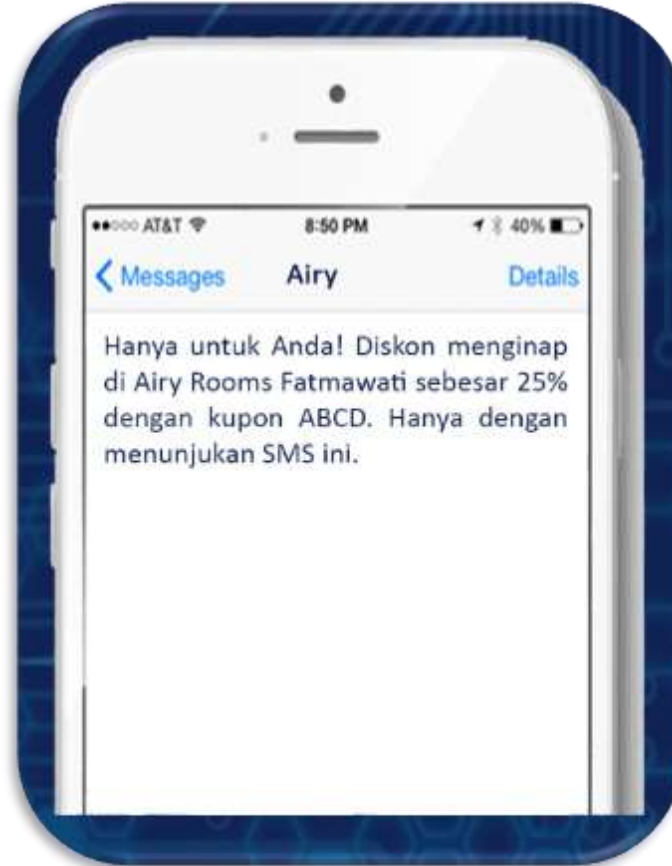 AT&T 8:50 PM 40%
Messages Airy Details
Hanya untuk Anda! Diskon menginap
di Airy Rooms Fatmawati sebesar 25%
dengan kupon ABCD. Hanya dengan
menunjukan SMS ini.